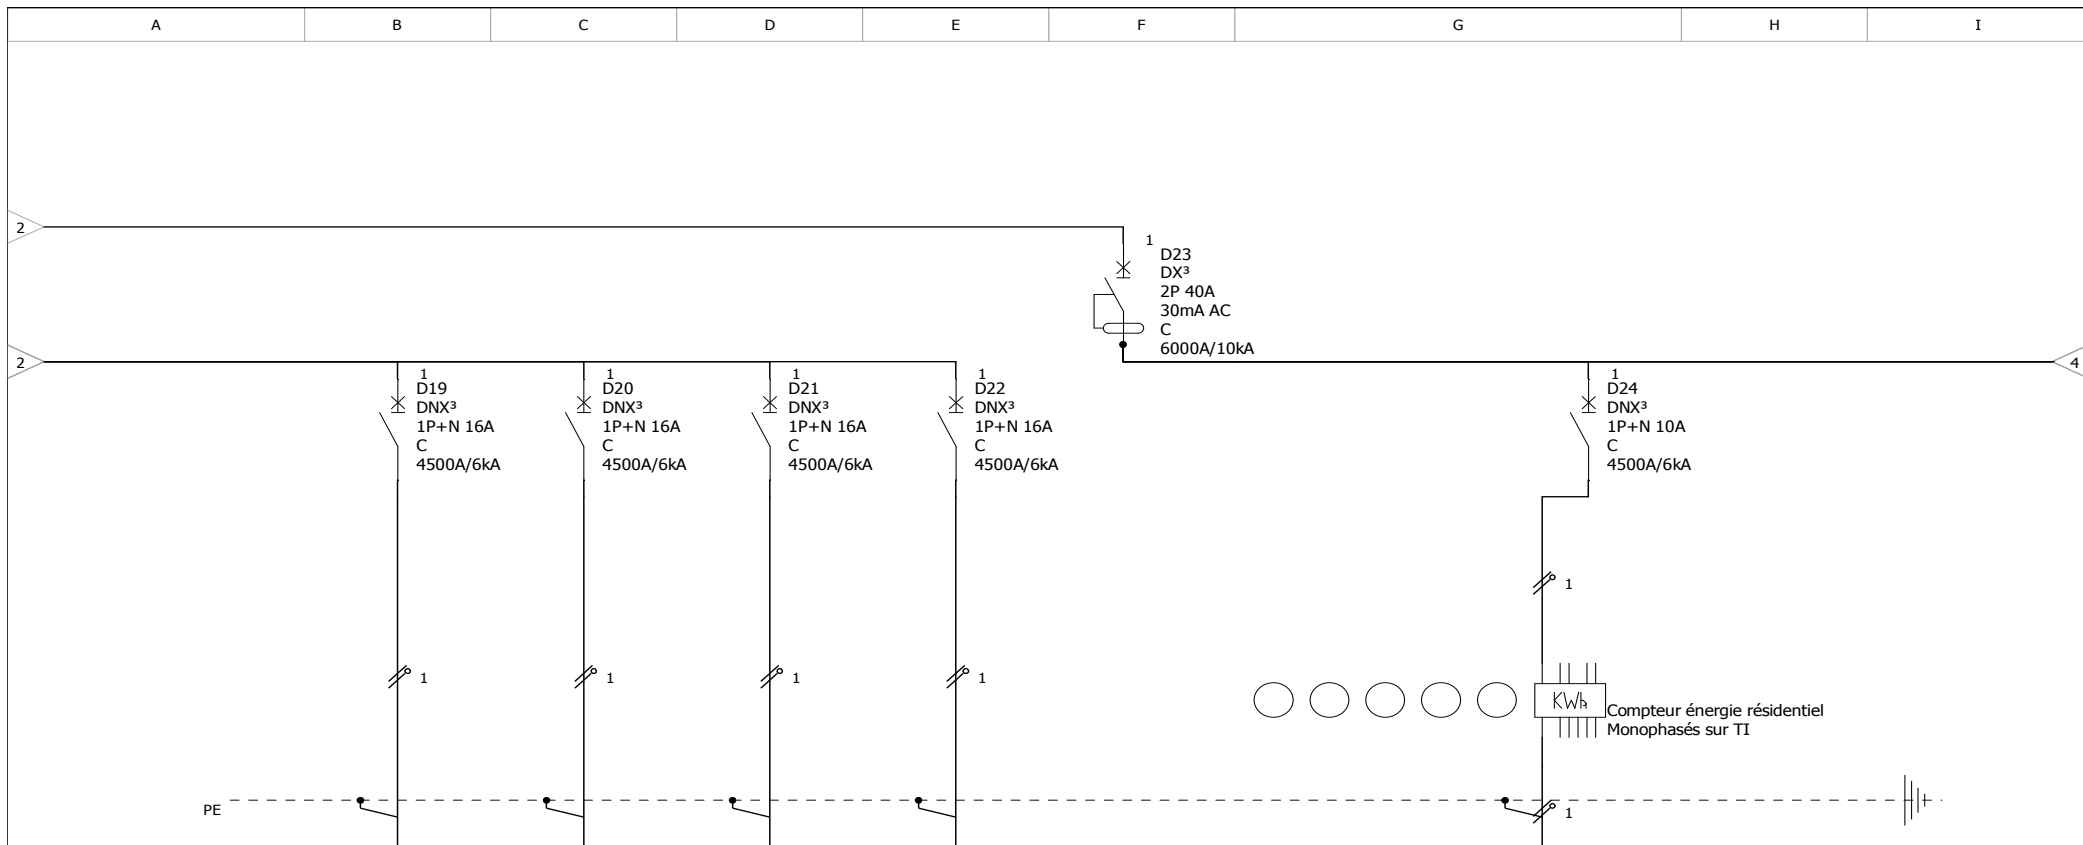 A
B
C
D
E
F
G
H
I
2
1
D23
DX³
2P 40A
30mA AC
C
6000A/10kA
2
4
1
D19
DNX³
1P+N 16A
C
4500A/6kA
1
D20
DNX³
1P+N 16A
C
4500A/6kA
1
D21
DNX³
1P+N 16A
C
4500A/6kA
1
D22
DNX³
1P+N 16A
C
4500A/6kA
1
D24
DNX³
1P+N 10A
C
4500A/6kA
1
1
1
1
1
KWh
Compteur énergie résidentiel
Monophasés sur TI
PE
1